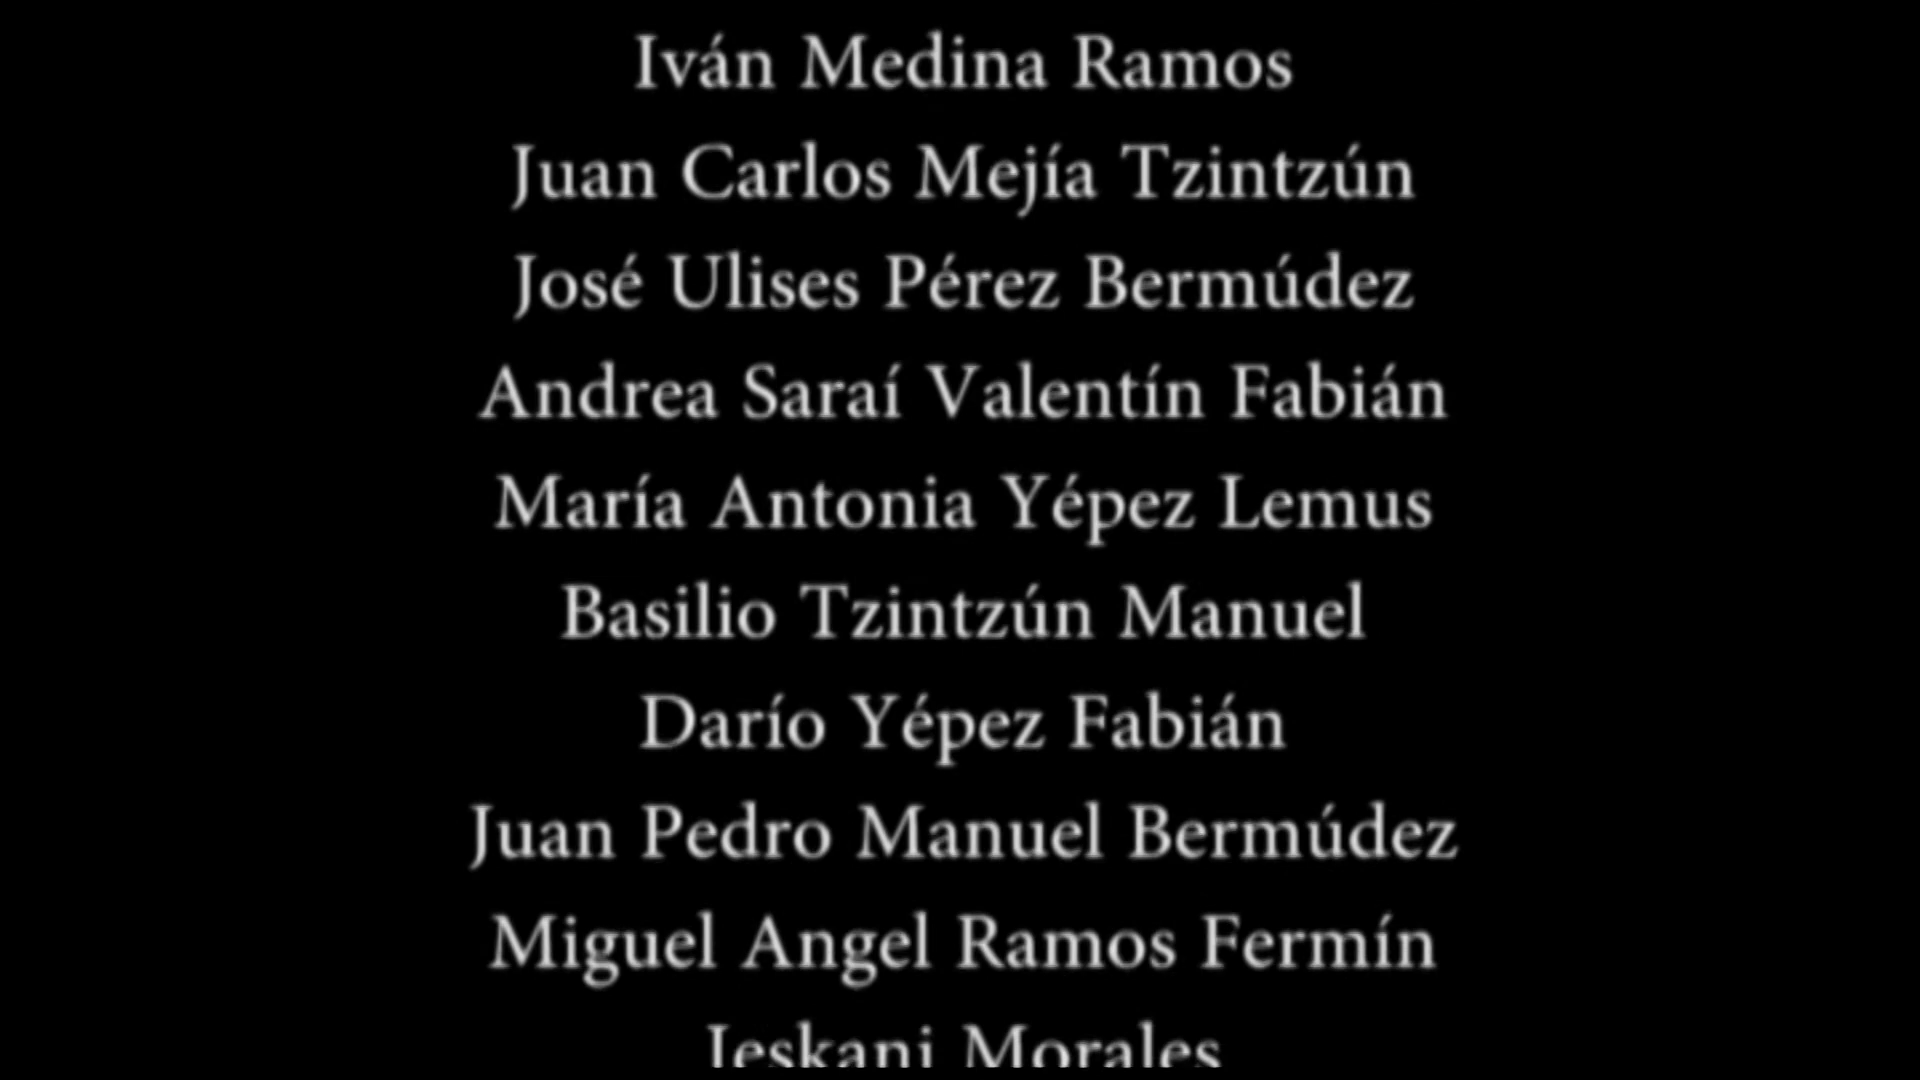 Iván Medina Ramos
Juan Carlos Mejía Tzintzún
José Ulises Pérez Bermúdez
Andrea Saraí Valentín Fabián
María Antonia Yépez Lemus
Basilio Tzintzún Manuel
Darío Yépez Fabián
Juan Pedro Manuel Bermúdez
Miguel Angel Ramos Fermín
Morales